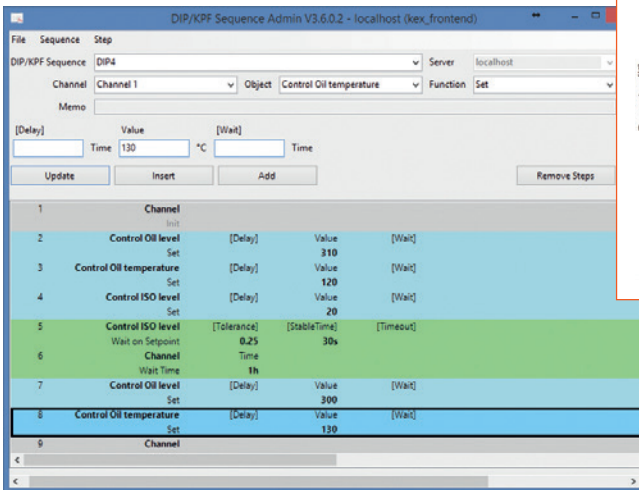 DIP/KPF Sequence Admin V3.6.0.2 - localhost (kex_frontend)
File Sequence Step
DIP/KPF Sequence DIP4 Server localhost
Channel Channel 1 Object Control Oil temperature Function Set
Memo
[Delay] Value [Wait]
Time 130 °C Time
Update Insert Add Remove Steps
1 Channel
Init
2 Control Oil level [Delay] Value [Wait]
Set 310
3 Control Oil temperature [Delay] Value [Wait]
Set 120
4 Control ISO level [Delay] Value [Wait]
Set 20
5 Control ISO level [Tolerance] [StableTime] [Timeout]
Wait on Setpoint 0.25 30s
6 Channel Time
Wait Time 1h
7 Control Oil level [Delay] Value [Wait]
Set 300
8 Control Oil temperature [Delay] Value [Wait]
Set 130
9 Channel